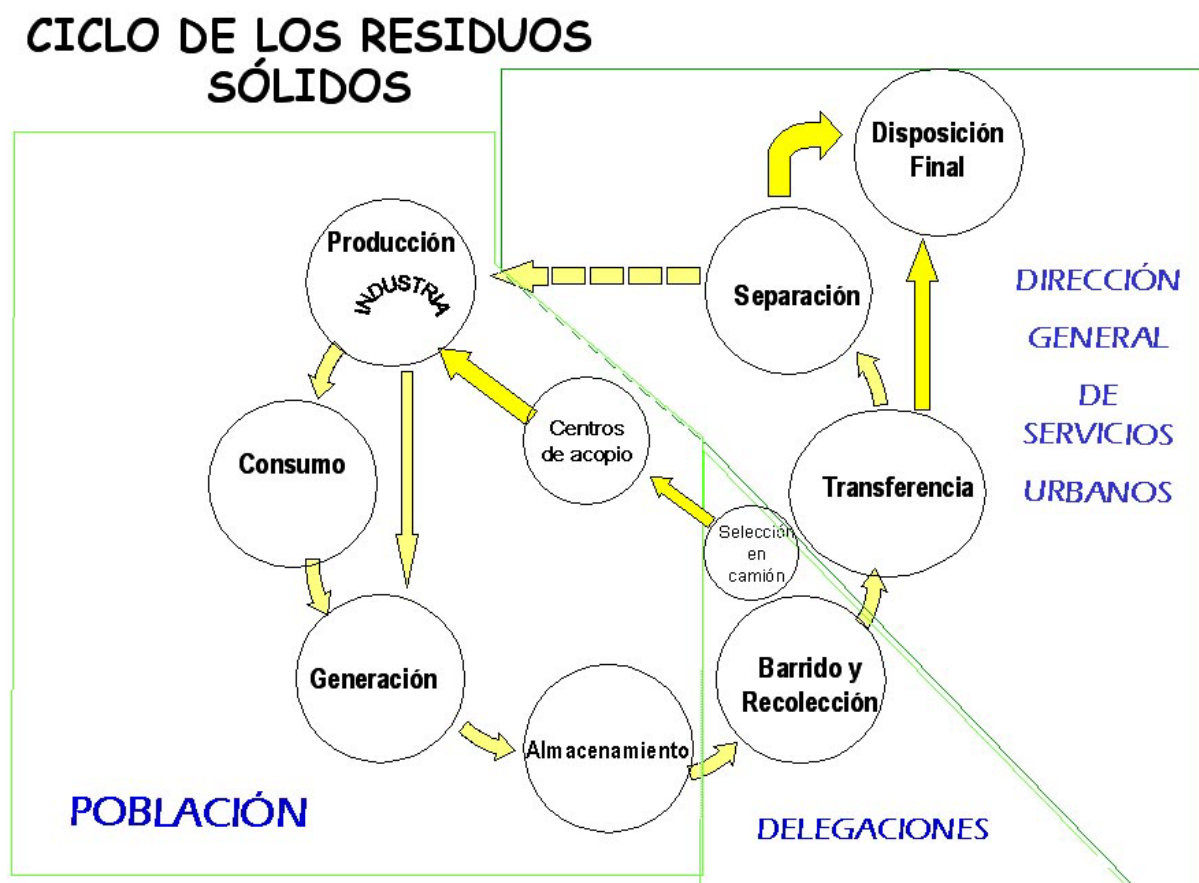 CICLO DE LOS RESIDUOS
SÓLIDOS
Disposición
Final
Producción
INDUSTRIA
Separación
DIRECCIÓN
GENERAL
DE
SERVICIOS
URBANOS
Centros
de acopio
Consumo
Transferencia
Selección
en
camión
Generación
Barrido y
Recolección
Almacenamiento
POBLACIÓN
DELEGACIONES